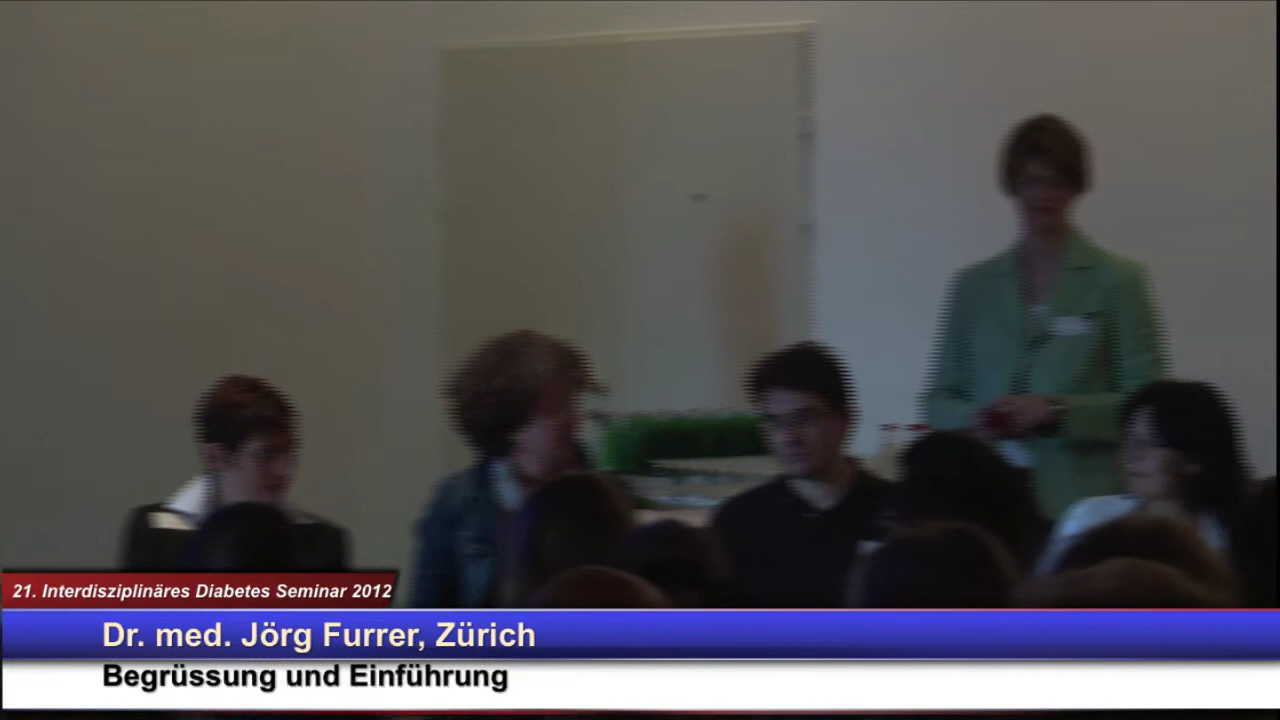 21. Interdisziplinäres Diabetes Seminar 2012
Dr. med. Jörg Furrer, Zürich
Begrüssung und Einführung